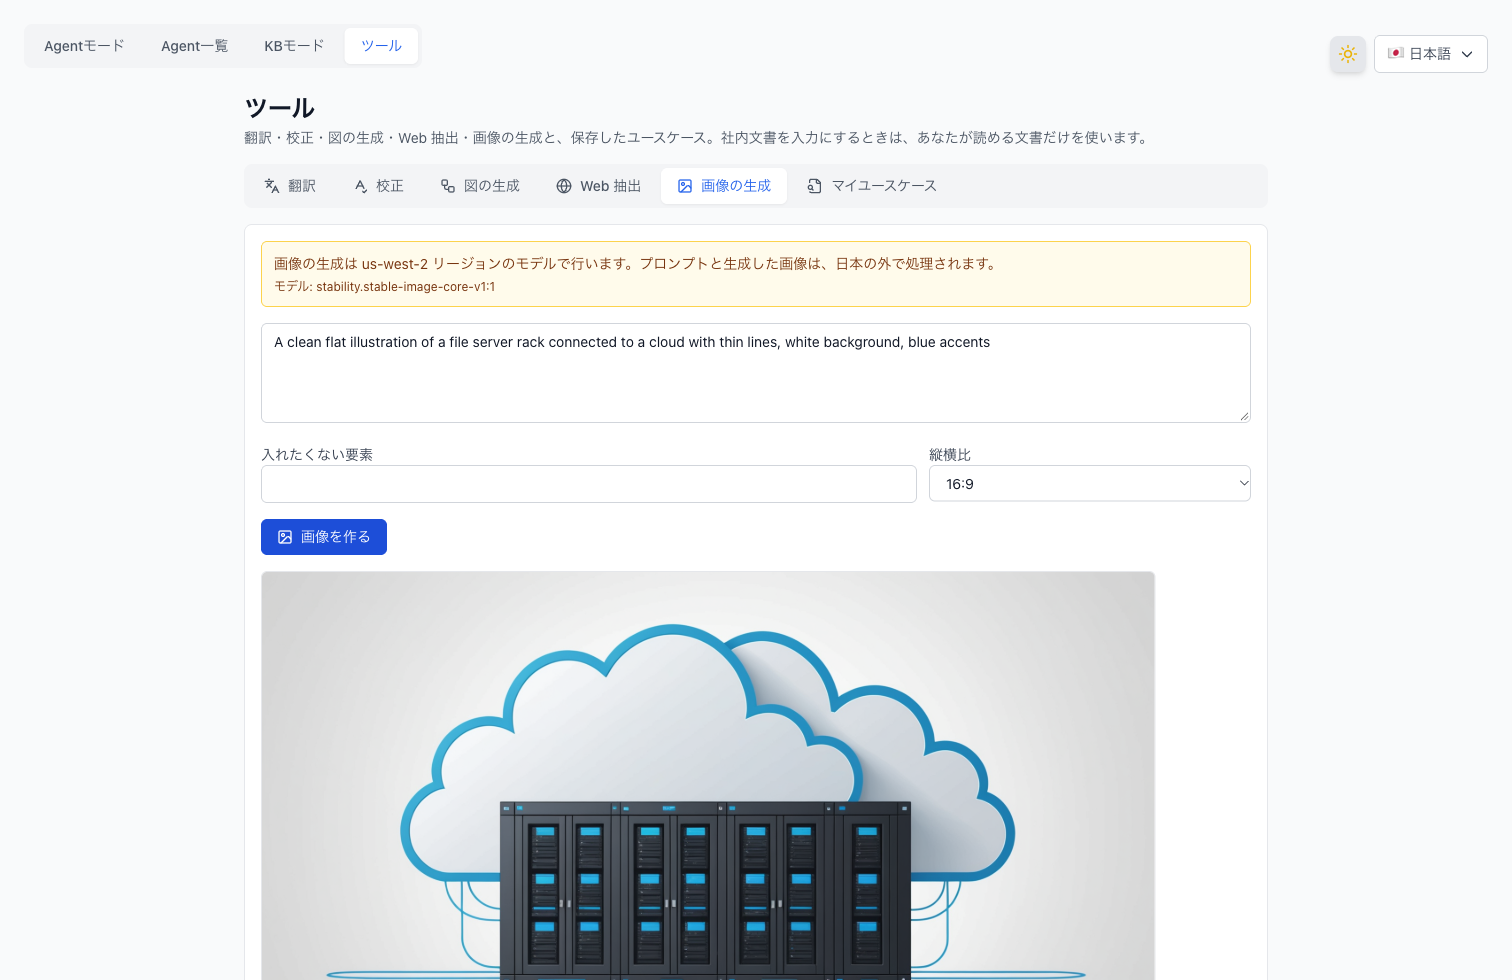 Agentモード
Agent一覧
KBモード
ツール
日本語
ツール
翻訳・校正・図の生成・Web 抽出・画像の生成と、保存したユースケース。社内文書を入力にするときは、あなたが読める文書だけを使います。
翻訳
校正
図の生成
Web 抽出
画像の生成
マイユースケース
画像の生成は us-west-2 リージョンのモデルで行います。プロンプトと生成した画像は、日本の外で処理されます。
モデル: stability.stable-image-core-v1:1
A clean flat illustration of a file server rack connected to a cloud with thin lines, white background, blue accents
入れたくない要素
縦横比
16:9
画像を作る